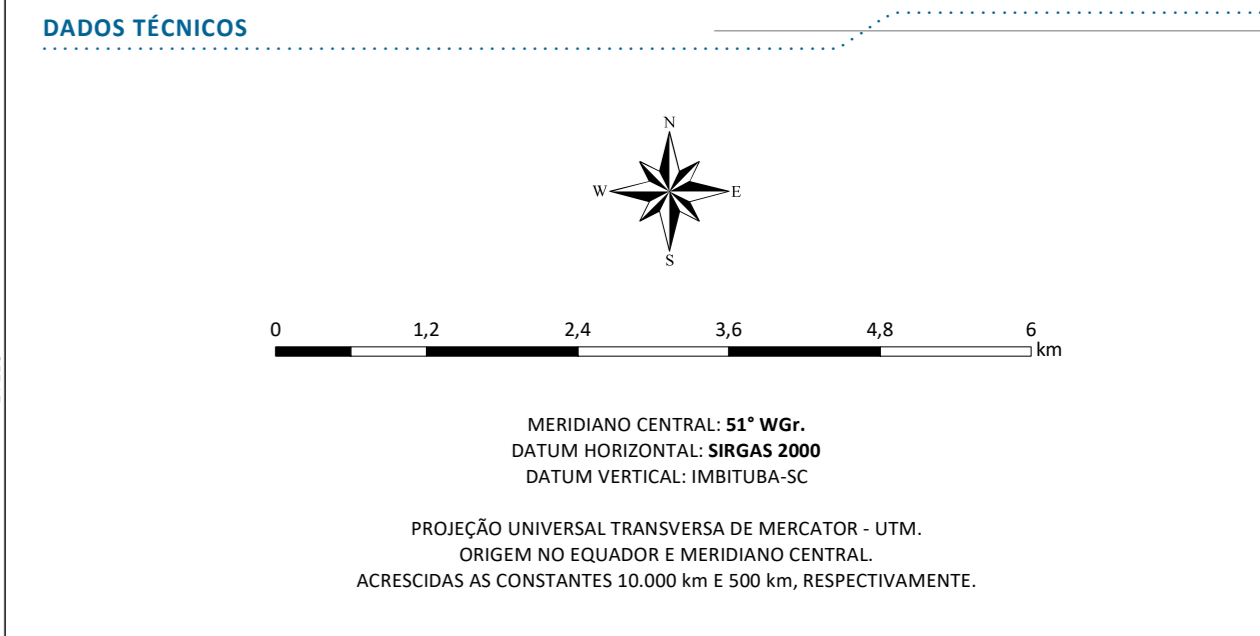 DADOS TÉCNICOS
N
W E
S
0 1,2 2,4 3,6 4,8 6
km
MERIDIANO CENTRAL: 51° WGr.
DATUM HORIZONTAL: SIRGAS 2000
DATUM VERTICAL: IMBITUBA-SC
PROJEÇÃO UNIVERSAL TRANSVERSA DE MERCATOR - UTM.
ORIGEM NO EQUADOR E MERIDIANO CENTRAL.
ACRESCIDAS AS CONSTANTES 10.000 km E 500 km, RESPECTIVAMENTE.